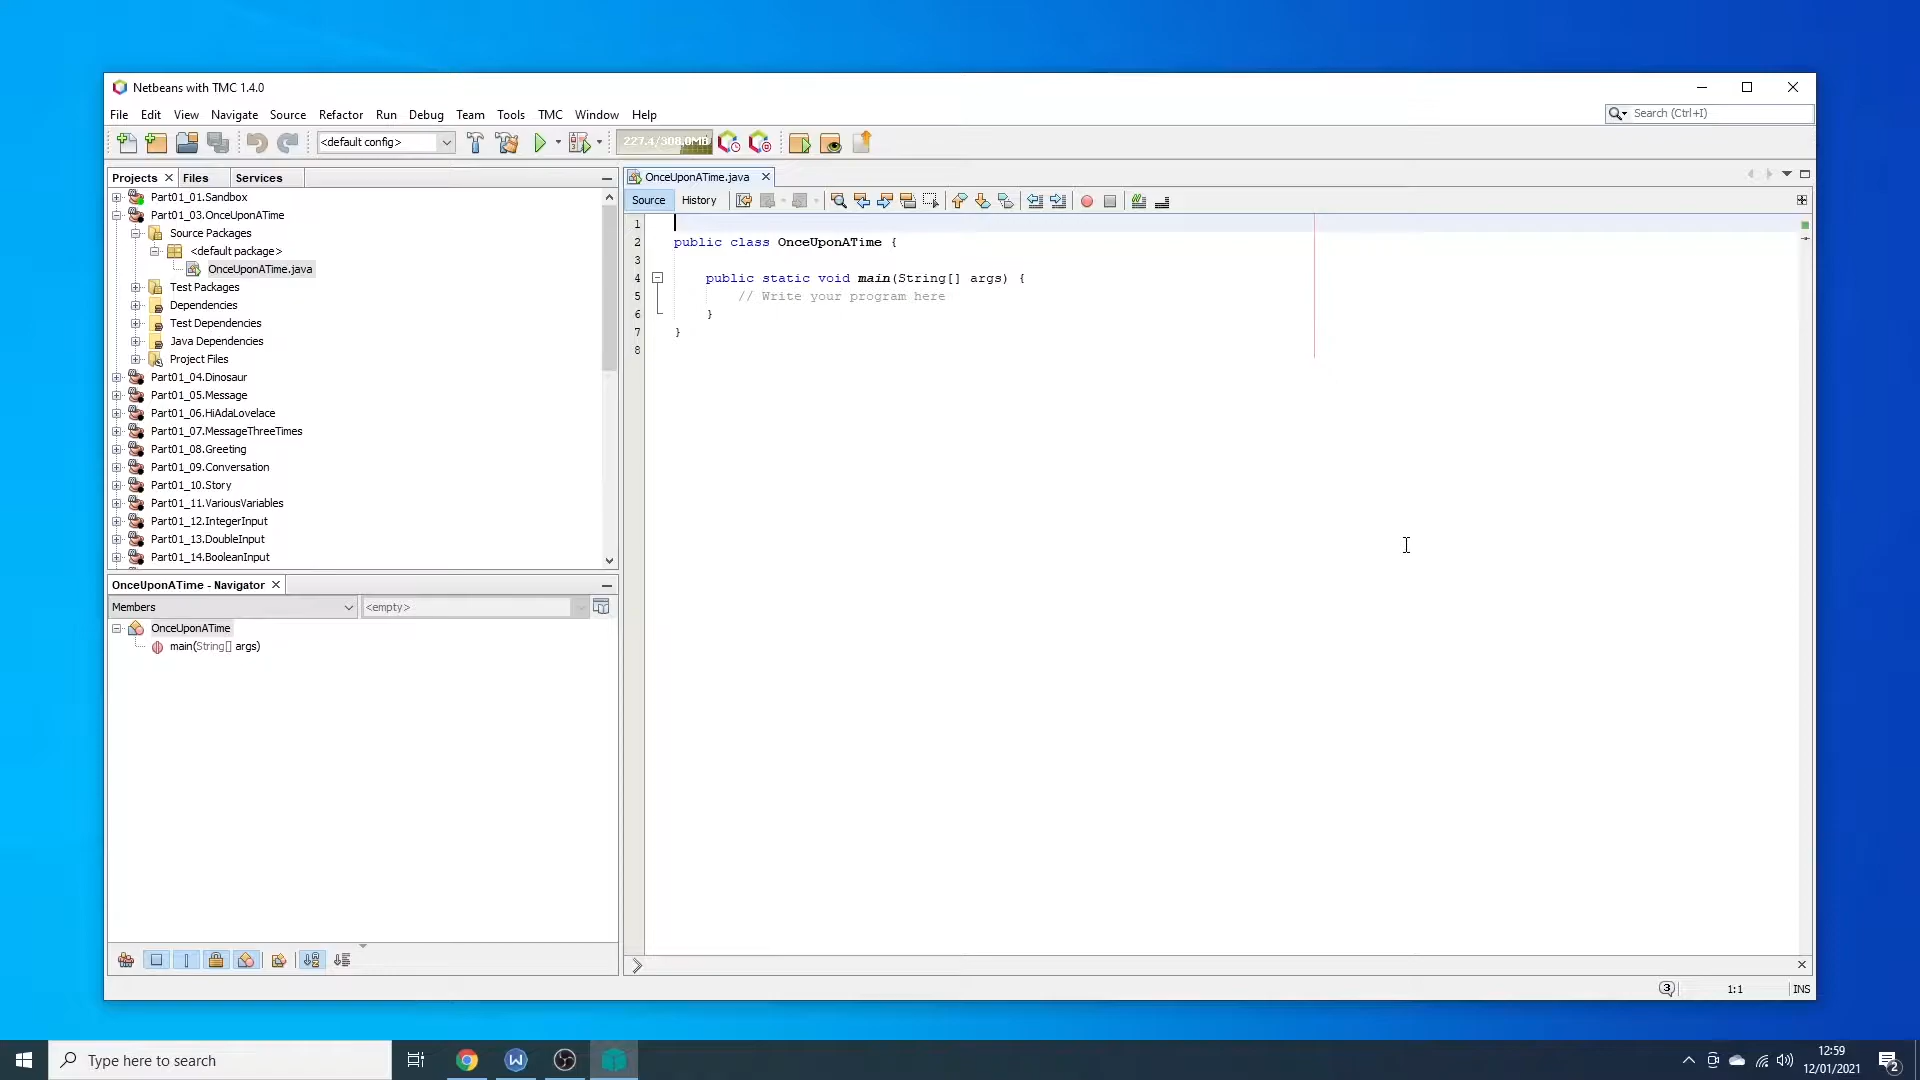 Netbeans with TMC 1.4.0
File Edit View Navigate Source Refactor Run Debug Team Tools TMC Window Help
Search (Ctrl+I)
<default config>
227.4/308.0MB
Projects Files Services
Part01_01.Sandbox
Part01_03.OnceUponATime
Source Packages
<default package>
OnceUponATime.java
Test Packages
Dependencies
Test Dependencies
Java Dependencies
Project Files
Part01_04.Dinosaur
Part01_05.Message
Part01_06.HiAdaLovelace
Part01_07.MessageThreeTimes
Part01_08.Greeting
Part01_09.Conversation
Part01_10.Story
Part01_11.VariousVariables
Part01_12.IntegerInput
Part01_13.DoubleInput
Part01_14.BooleanInput
OnceUponATime - Navigator
Members <empty>
OnceUponATime
main(String[] args)
OnceUponATime.java
Source History
1
2 public class OnceUponATime {
3
4 public static void main(String[] args) {
5 // Write your program here
6 }
7 }
8
3 1:1 INS
Type here to search
W
12:59
12/01/2021
2